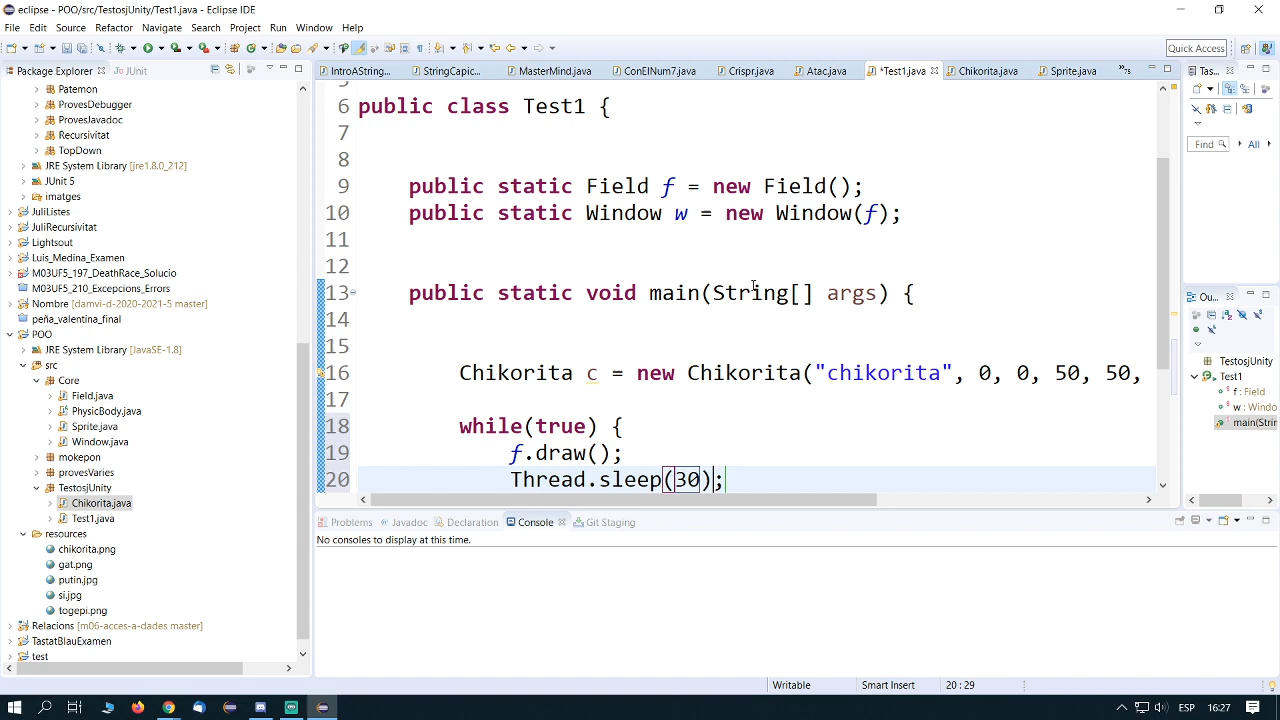 eclipse - POO/src/TestosjUnity/Test1.java - Eclipse IDE
File Edit Source Refactor Navigate Search Project Run Window Help
Quick Access
Package Explorer JUnit
IntroAString... StringCapic... MasterMind.java ConEINum7.java Crispr.java Atac.java *Test1.java Chikorita.java Sprite.java
Tas...
Patemon
ProvesDebugger
ProvesJavadoc
Recursivitat
TopDown
JRE System Library [jre1.8.0_212]
JUnit 5
imatges
JuliListes
JuliRecursivitat
Lightsout
Luis_Medina_Examen
M03UF5_197_DeathRace_Solucio
M03UF5_210_Excepcions_Errors
Nombre [damvi-d-2020-2021-5 master]
peña_valentina_final
POO
JRE System Library [JavaSE-1.8]
src
Core
Field.java
PhysicBody.java
Sprite.java
Window.java
mokepon
provesVaries
TestosjUnity
Chikorita.java
Test1.java
resources
chikorita.png
gat.png
putin.jpg
si.jpg
togepi.png
Relacions [m06-acces-a-dades master]
TastatBlauExamen
test
5
6 public class Test1 {
7
8
9 public static Field f = new Field();
10 public static Window w = new Window(f);
11
12
13 public static void main(String[] args) {
14
15
16 Chikorita c = new Chikorita("chikorita", 0, 0, 50, 50,
17
18 while(true) {
19 f.draw();
20 Thread.sleep(30);
Find All
Ou...
TestosjUnity
Test1
f : Field
w : Windo
main(Strin
Problems Javadoc Declaration Console Git Staging
No consoles to display at this time.
Writable Smart Insert 20 : 29
ESP 16:27